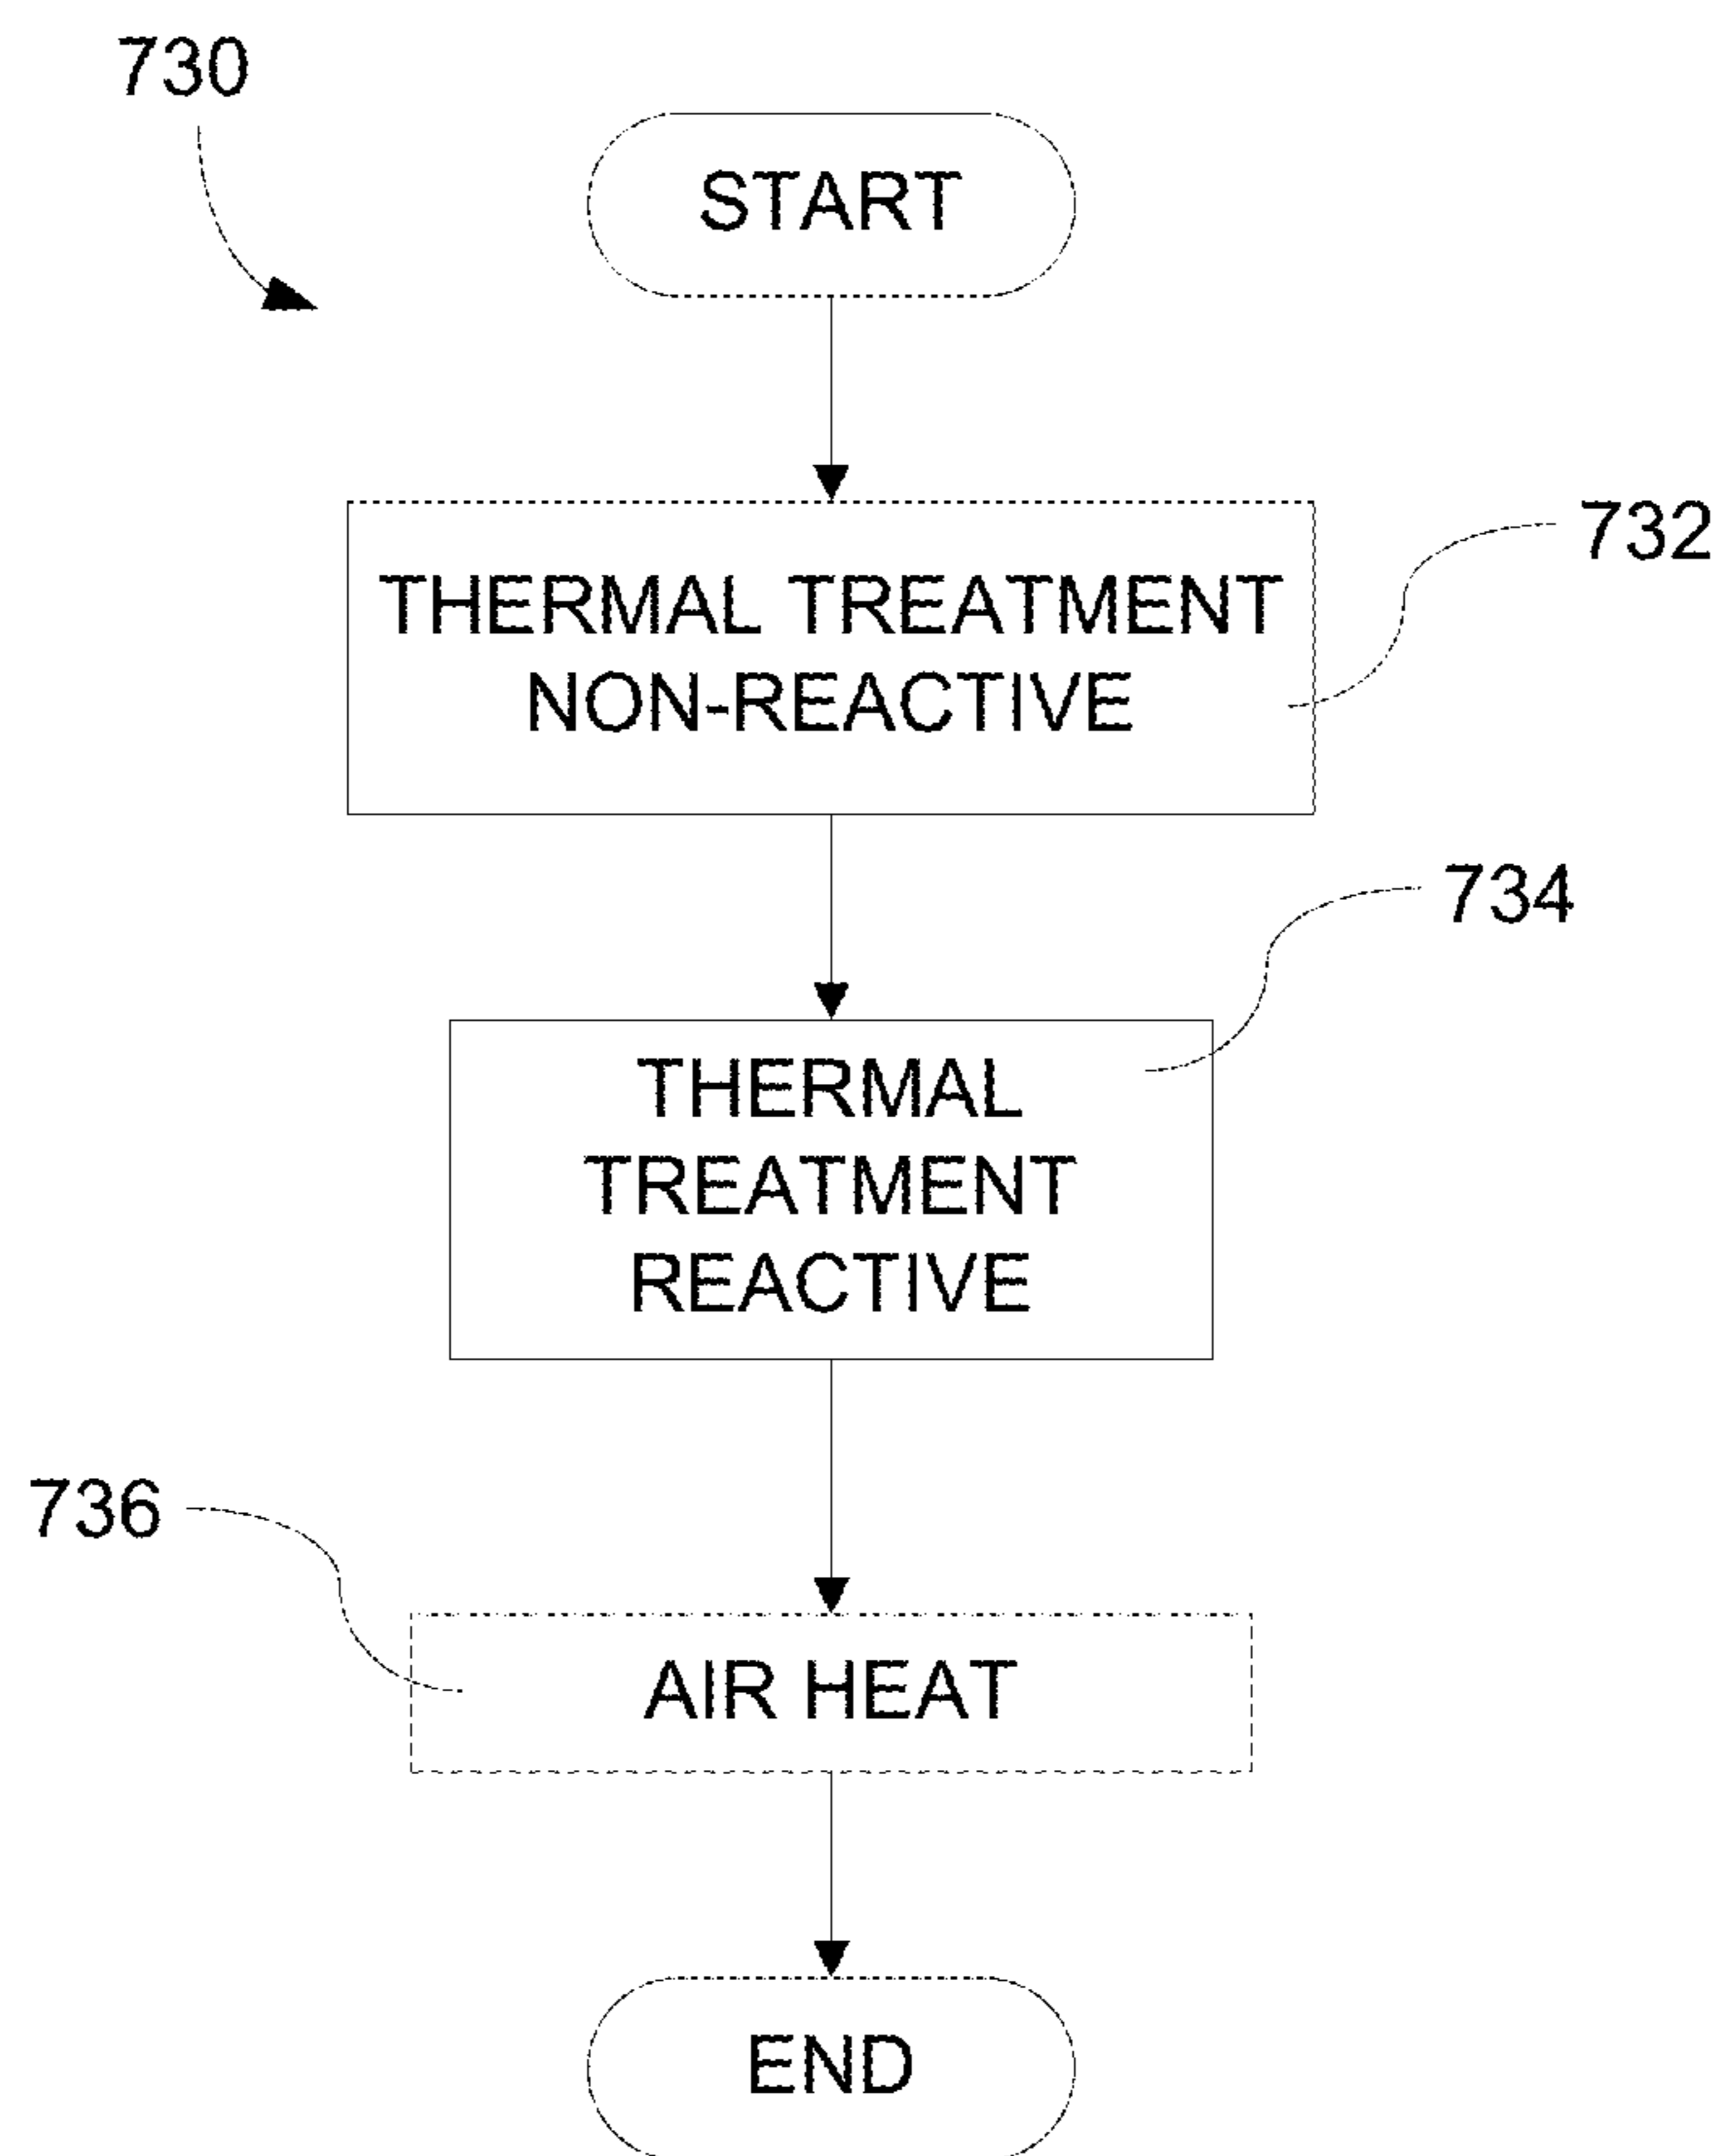 730
START
THERMAL TREATMENT
NON-REACTIVE
732
734
THERMAL
TREATMENT
REACTIVE
736
AIR HEAT
END